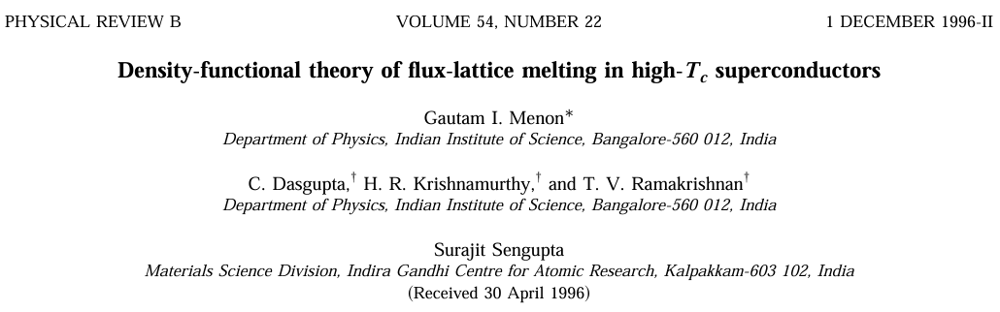 PHYSICAL REVIEW B VOLUME 54, NUMBER 22 1 DECEMBER 1996-II
Density-functional theory of flux-lattice melting in high-Tc superconductors
Gautam I. Menon*
Department of Physics, Indian Institute of Science, Bangalore-560 012, India
C. Dasgupta,† H. R. Krishnamurthy,† and T. V. Ramakrishnan†
Department of Physics, Indian Institute of Science, Bangalore-560 012, India
Surajit Sengupta
Materials Science Division, Indira Gandhi Centre for Atomic Research, Kalpakkam-603 102, India
(Received 30 April 1996)